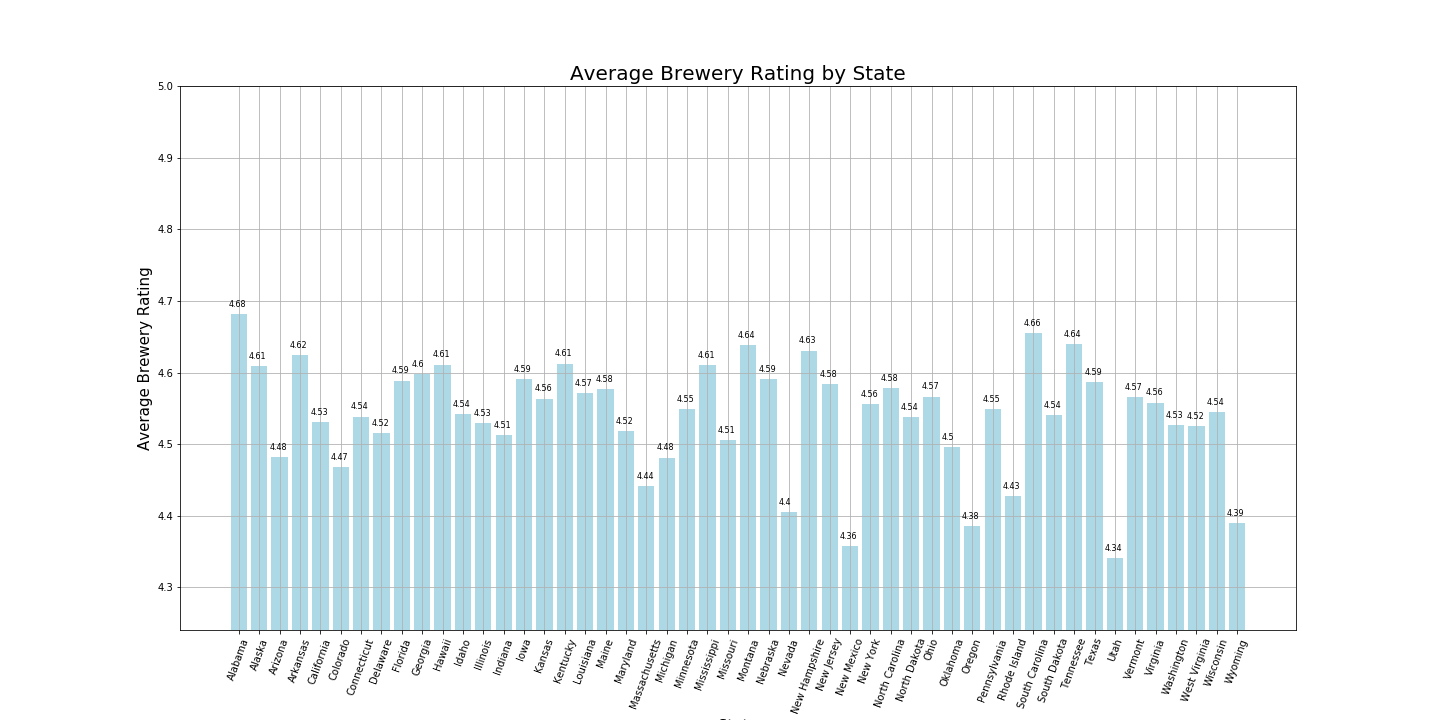 Average Brewery Rating by State
Average Brewery Rating
5.0
4.9
4.8
4.7
4.6
4.5
4.4
4.3
4.68
4.61
4.48
4.62
4.53
4.47
4.54
4.52
4.59
4.6
4.61
4.54
4.53
4.51
4.59
4.56
4.61
4.57
4.58
4.52
4.44
4.48
4.55
4.61
4.51
4.64
4.59
4.4
4.63
4.58
4.36
4.56
4.58
4.54
4.57
4.5
4.38
4.55
4.43
4.66
4.54
4.64
4.59
4.34
4.57
4.56
4.53
4.52
4.54
4.39
Alabama
Alaska
Arizona
Arkansas
California
Colorado
Connecticut
Delaware
Florida
Georgia
Hawaii
Idaho
Illinois
Indiana
Iowa
Kansas
Kentucky
Louisiana
Maine
Maryland
Massachusetts
Michigan
Minnesota
Mississippi
Missouri
Montana
Nebraska
Nevada
New Hampshire
New Jersey
New Mexico
New York
North Carolina
North Dakota
Ohio
Oklahoma
Oregon
Pennsylvania
Rhode Island
South Carolina
South Dakota
Tennessee
Texas
Utah
Vermont
Virginia
Washington
West Virginia
Wisconsin
Wyoming